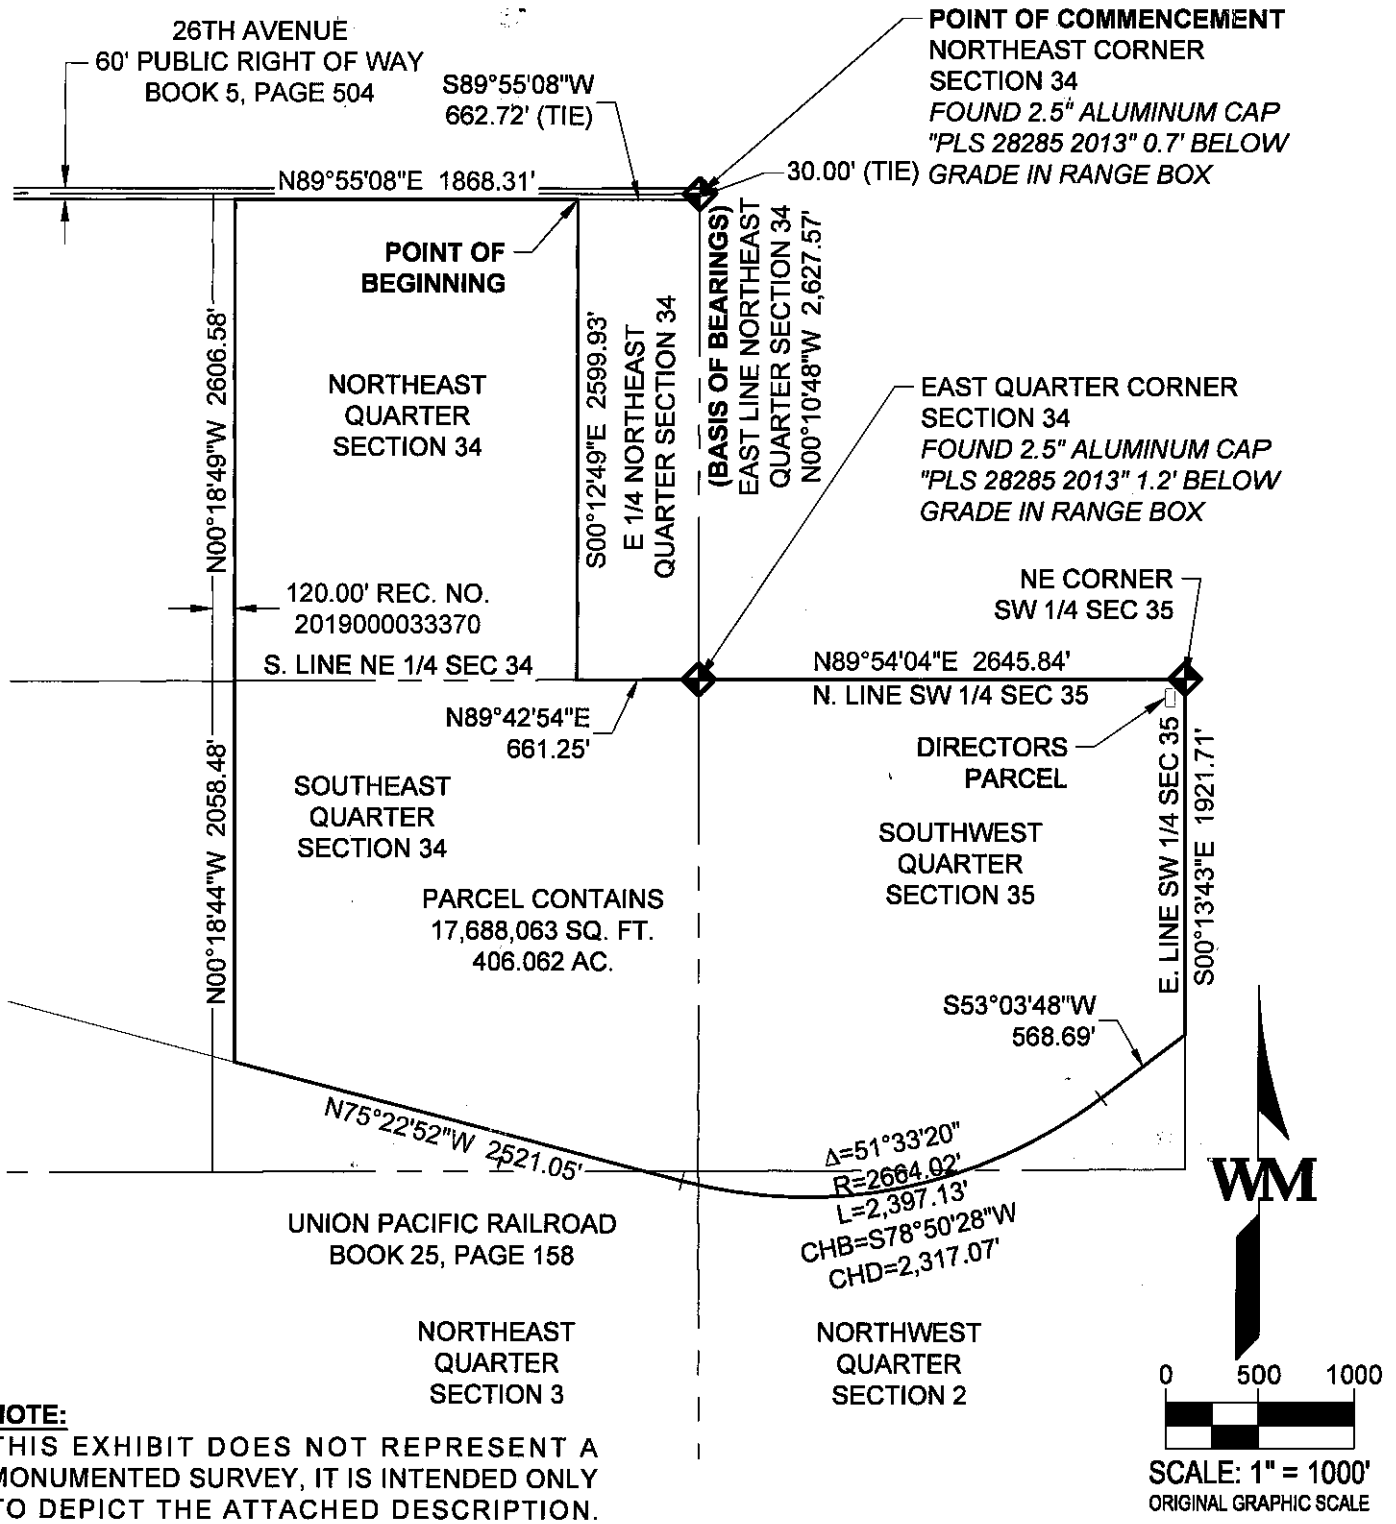 26TH AVENUE
60' PUBLIC RIGHT OF WAY
BOOK 5, PAGE 504
S89°55'08"W
662.72' (TIE)
POINT OF COMMENCEMENT
NORTHEAST CORNER
SECTION 34
FOUND 2.5" ALUMINUM CAP
"PLS 28285 2013" 0.7' BELOW
GRADE IN RANGE BOX
30.00' (TIE)
N89°55'08"E 1868.31'
POINT OF
BEGINNING
(BASIS OF BEARINGS)
EAST LINE NORTHEAST
QUARTER SECTION 34
N00°10'48"W 2,627.57'
N00°18'49"W 2606.58'
S00°12'49"E 2599.93'
E 1/4 NORTHEAST
QUARTER SECTION 34
NORTHEAST
QUARTER
SECTION 34
EAST QUARTER CORNER
SECTION 34
FOUND 2.5" ALUMINUM CAP
"PLS 28285 2013" 1.2' BELOW
GRADE IN RANGE BOX
120.00' REC. NO.
2019000033370
NE CORNER
SW 1/4 SEC 35
S. LINE NE 1/4 SEC 34
N89°54'04"E 2645.84'
N. LINE SW 1/4 SEC 35
N89°42'54"E
661.25'
DIRECTORS
PARCEL
E. LINE SW 1/4 SEC 35
S00°13'43"E 1921.71'
N00°18'44"W 2058.48'
SOUTHEAST
QUARTER
SECTION 34
SOUTHWEST
QUARTER
SECTION 35
PARCEL CONTAINS
17,688,063 SQ. FT.
406.062 AC.
S53°03'48"W
568.69'
N75°22'52"W 2521.05'
Δ=51°33'20"
R=2664.02'
L=2,397.13'
CHB=S78°50'28"W
CHD=2,317.07'
WM
UNION PACIFIC RAILROAD
BOOK 25, PAGE 158
NORTHEAST
QUARTER
SECTION 3
NORTHWEST
QUARTER
SECTION 2
0 500 1000
SCALE: 1" = 1000'
ORIGINAL GRAPHIC SCALE
NOTE:
THIS EXHIBIT DOES NOT REPRESENT A
MONUMENTED SURVEY, IT IS INTENDED ONLY
TO DEPICT THE ATTACHED DESCRIPTION.